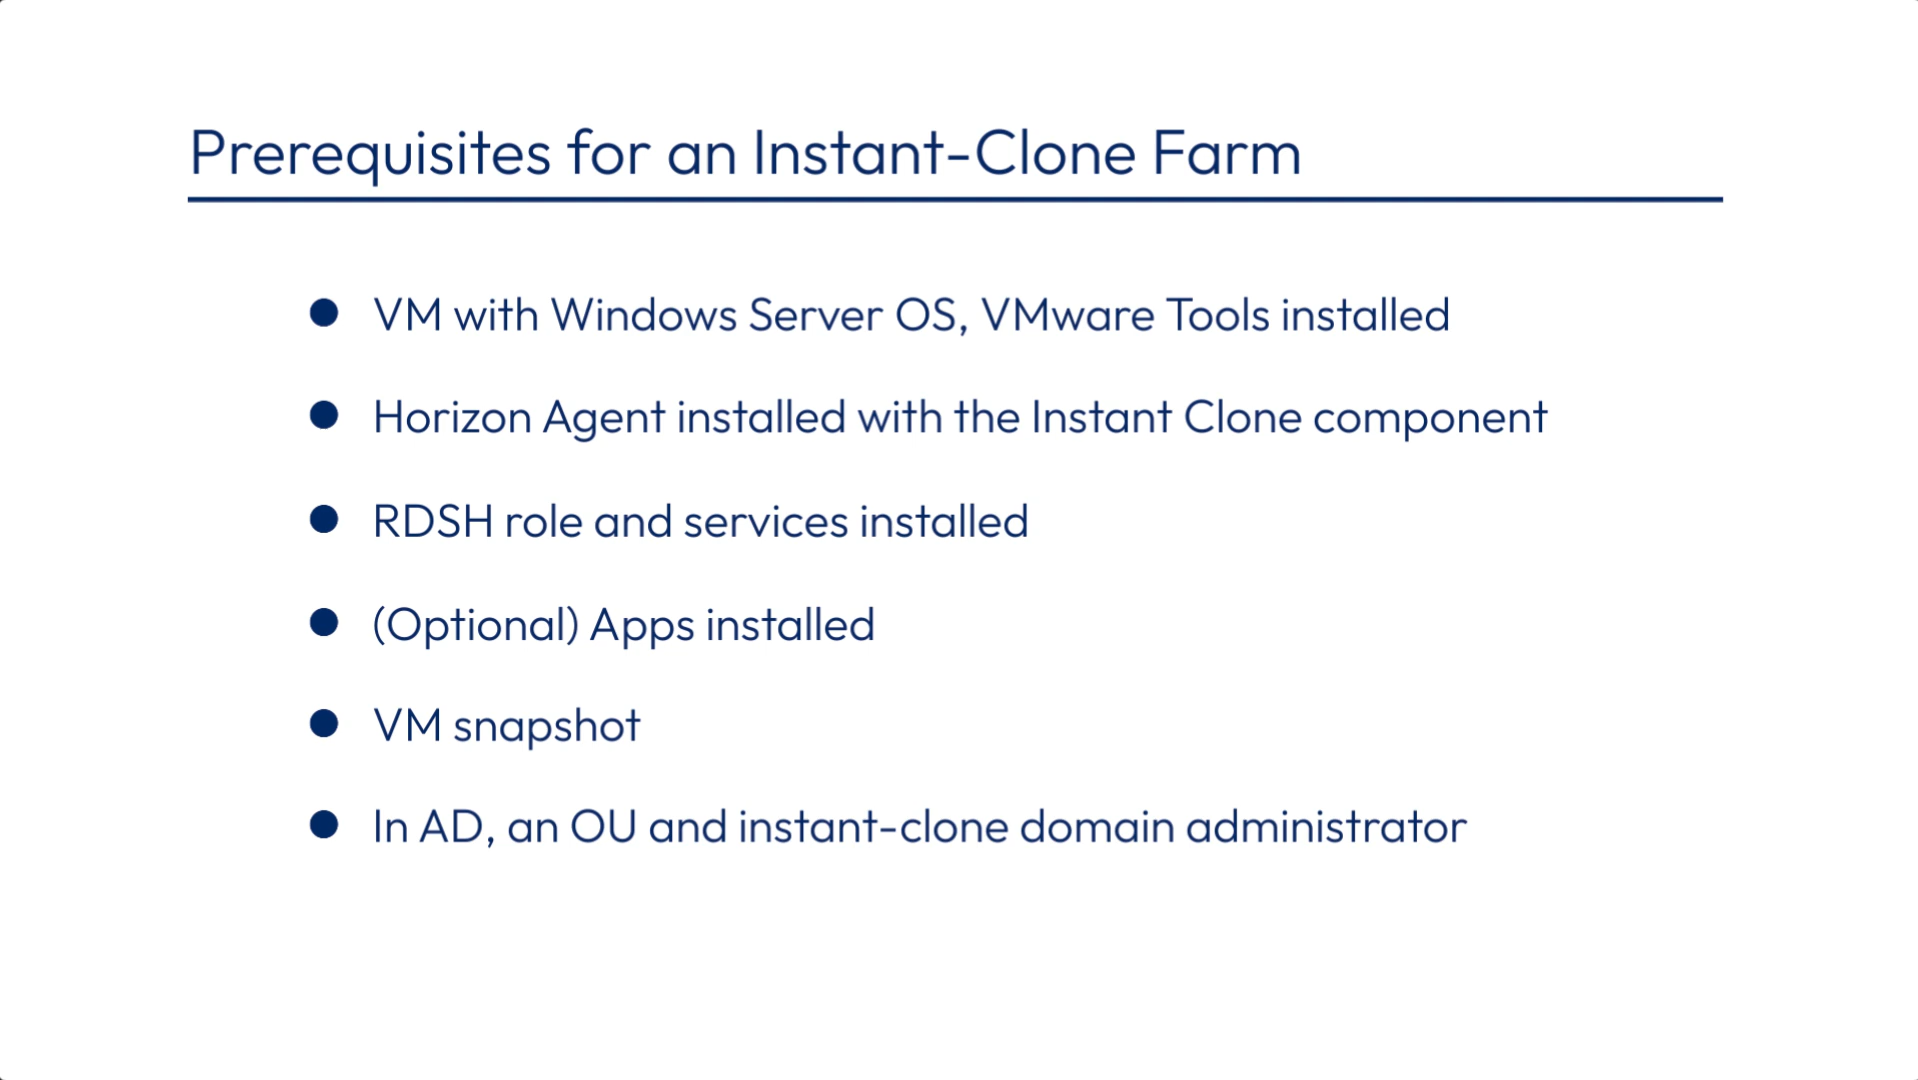 Prerequisites for an Instant-Clone Farm
● VM with Windows Server OS, VMware Tools installed
● Horizon Agent installed with the Instant Clone component
● RDSH role and services installed
● (Optional) Apps installed
● VM snapshot
● In AD, an OU and instant-clone domain administrator